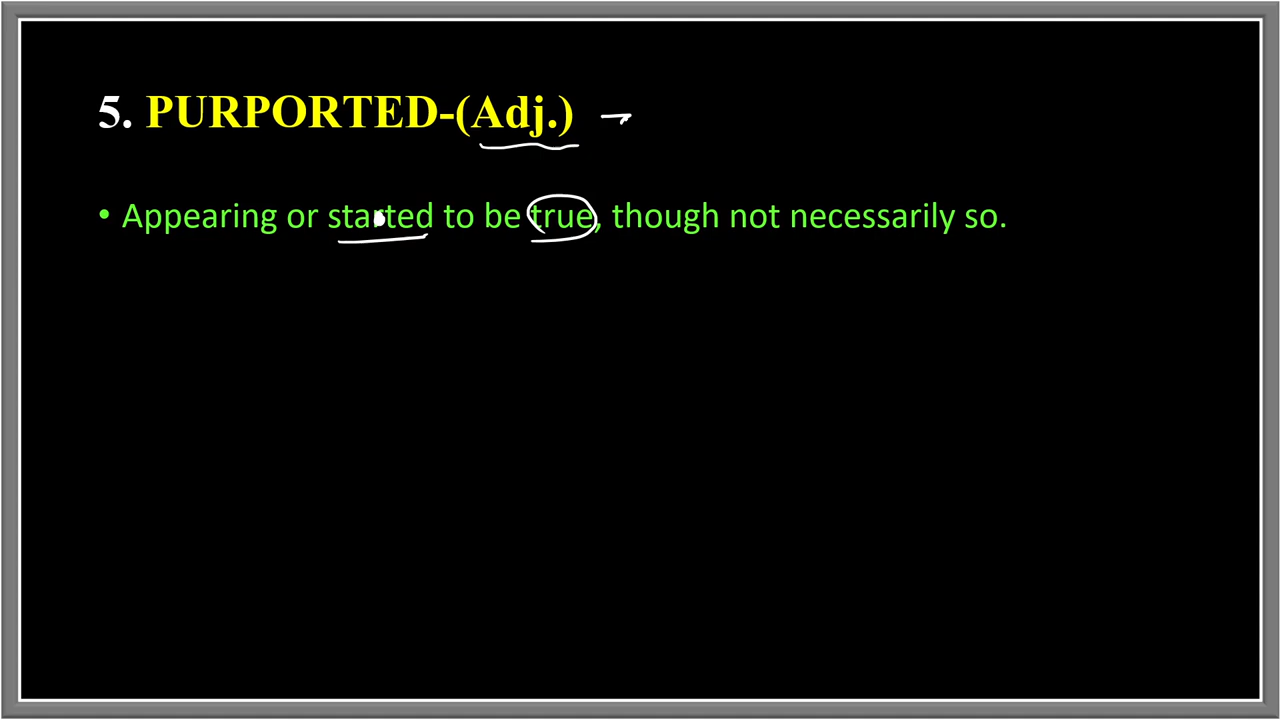 5. PURPORTED-(Adj.)
• Appearing or started to be true, though not necessarily so.